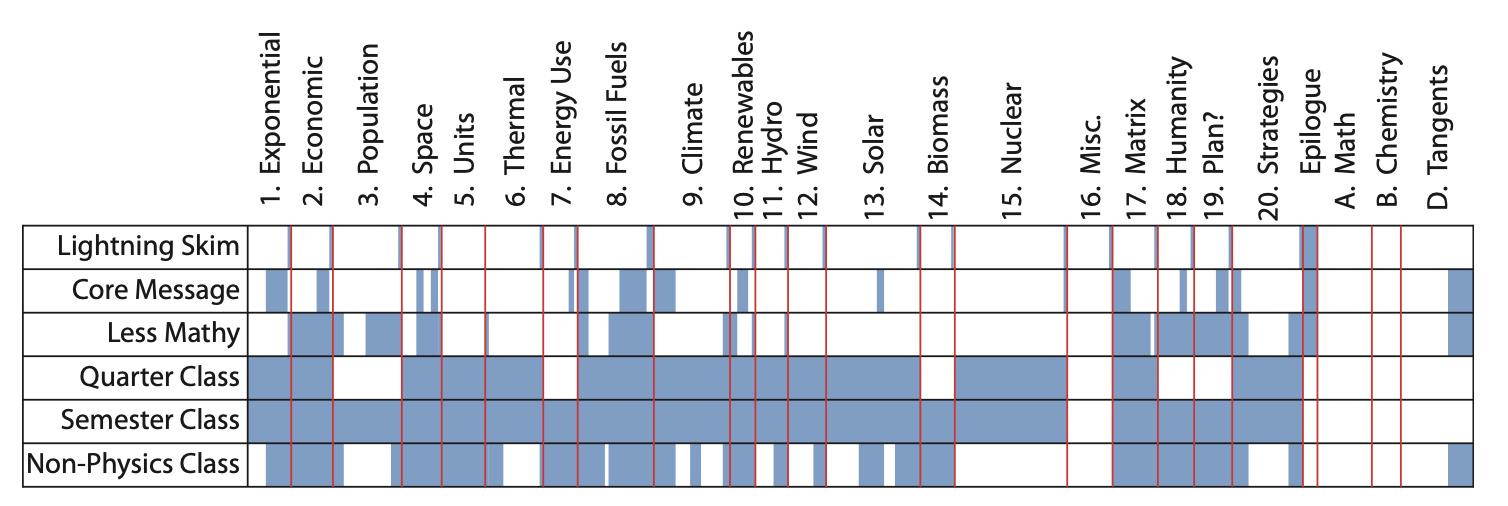 1. Exponential
2. Economic
3. Population
4. Space
5. Units
6. Thermal
7. Energy Use
8. Fossil Fuels
9. Climate
10. Renewables
11. Hydro
12. Wind
13. Solar
14. Biomass
15. Nuclear
16. Misc.
17. Matrix
18. Humanity
19. Plan?
20. Strategies
Epilogue
A. Math
B. Chemistry
D. Tangents
Lightning Skim
Core Message
Less Mathy
Quarter Class
Semester Class
Non-Physics Class